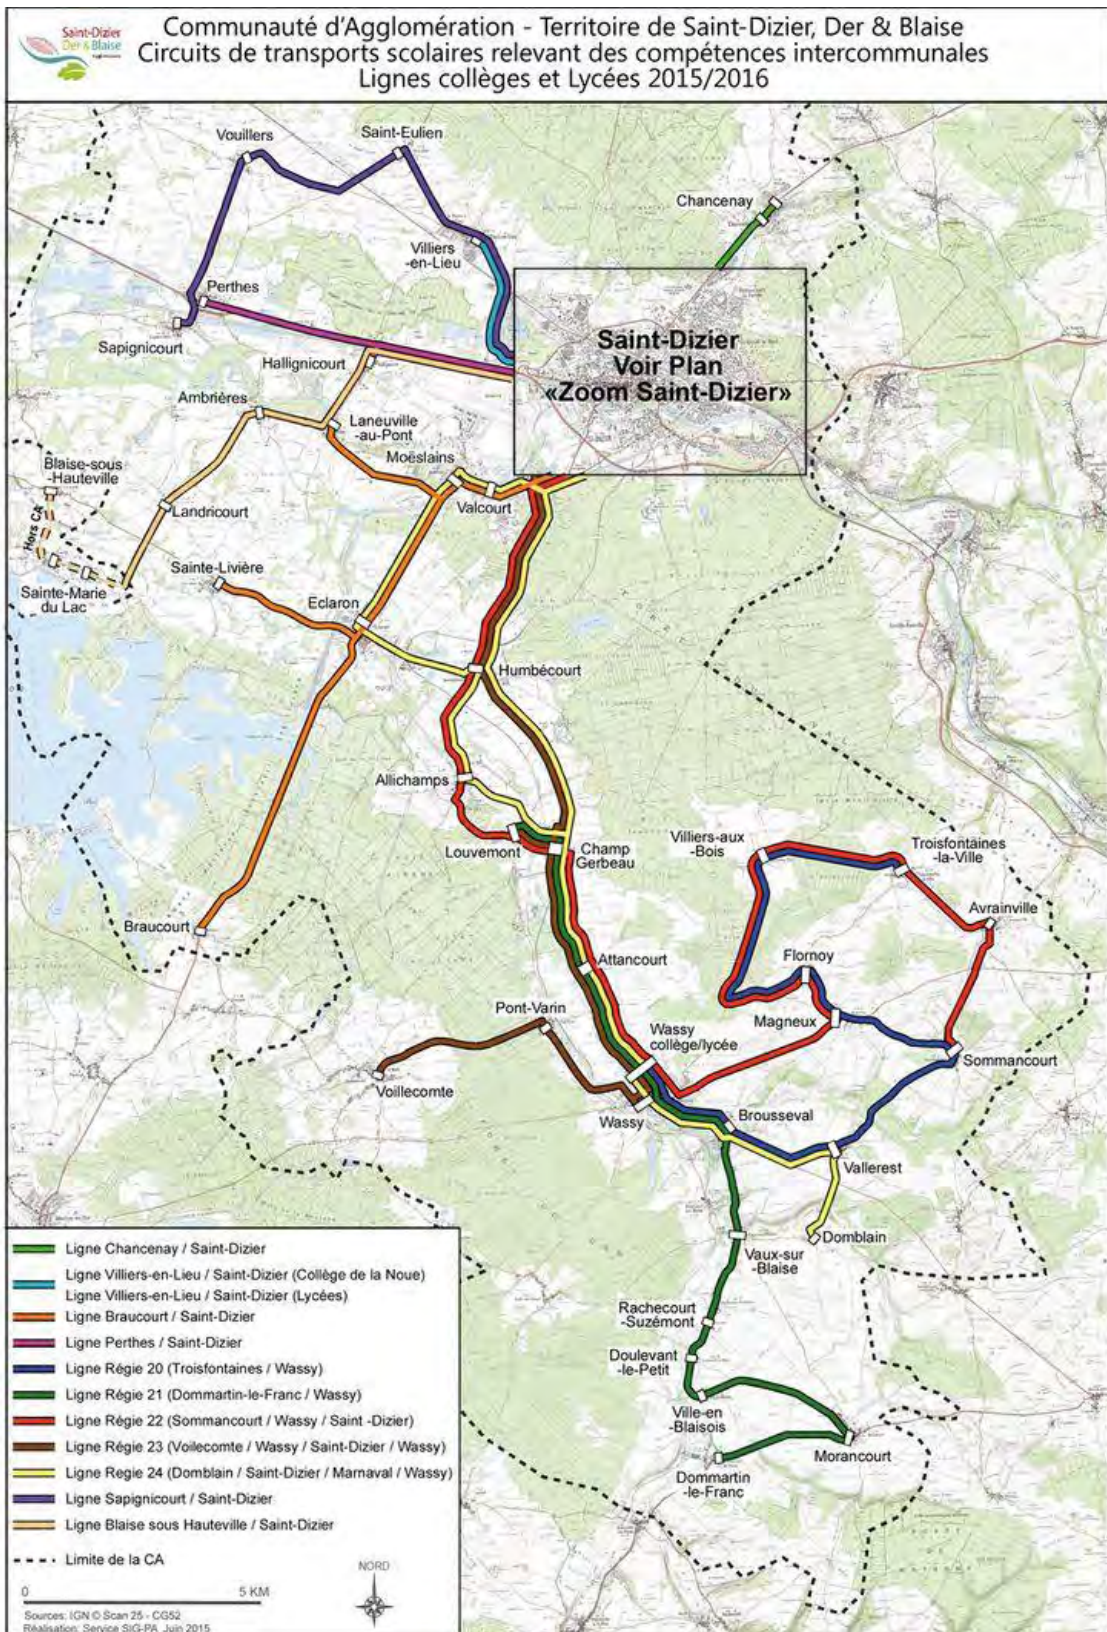 Saint-Dizier
Der & Blaise
Communauté d'Agglomération - Territoire de Saint-Dizier, Der & Blaise
Circuits de transports scolaires relevant des compétences intercommunales
Lignes collèges et Lycées 2015/2016
Vouillers
Saint-Eulien
Chancenay
Villiers
-en-Lieu
Perthes
Sapignicourt
Hallignicourt
Saint-Dizier
Voir Plan
«Zoom Saint-Dizier»
Ambrières
Laneuville
-au-Pont
Moëslains
Blaise-sous
-Hauteville
Valcourt
Landricourt
Hors CA
Sainte-Livière
Sainte-Marie
du Lac
Eclaron
Humbécourt
Allichamps
Louvemont
Champ
Gerbeau
Villiers-aux
-Bois
Troisfontaines
-la-Ville
Braucourt
Avrainville
Attancourt
Flornoy
Pont-Varin
Magneux
Wassy
collège/lycée
Sommancourt
Voillecomte
Wassy
Brousseval
Vallerest
Domblain
Vaux-sur
-Blaise
Rachecourt
-Suzémont
Doulevant
-le-Petit
Ville-en
-Blaisois
Morancourt
Dommartin
-le-Franc
Ligne Chancenay / Saint-Dizier
Ligne Villiers-en-Lieu / Saint-Dizier (Collège de la Noue)
Ligne Villiers-en-Lieu / Saint-Dizier (Lycées)
Ligne Braucourt / Saint-Dizier
Ligne Perthes / Saint-Dizier
Ligne Régie 20 (Troisfontaines / Wassy)
Ligne Régie 21 (Dommartin-le-Franc / Wassy)
Ligne Régie 22 (Sommancourt / Wassy / Saint -Dizier)
Ligne Régie 23 (Voilecomte / Wassy / Saint-Dizier / Wassy)
Ligne Regie 24 (Domblain / Saint-Dizier / Marnaval / Wassy)
Ligne Sapignicourt / Saint-Dizier
Ligne Blaise sous Hauteville / Saint-Dizier
Limite de la CA
NORD
0 5 KM
Sources: IGN © Scan 25 - CG52
Réalisation: Service SIG-PA Juin 2015